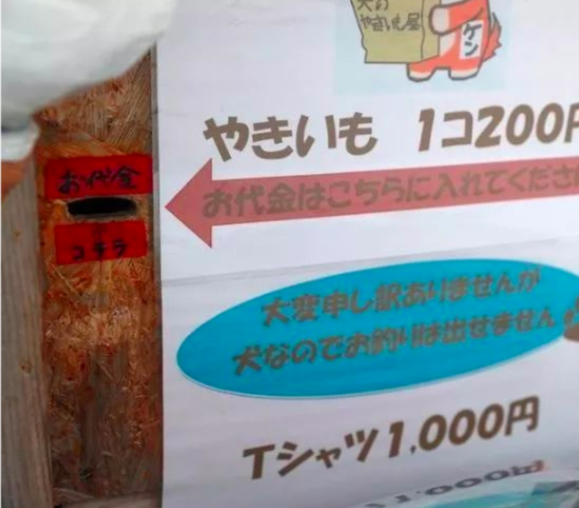 犬の
やきいも屋
ケン
やきいも 1コ200円
お代金
コチラ
お代金はこちらに入れてくださ
大変申し訳ありませんが
犬なのでお釣りは出せません
Tシャツ1,000円